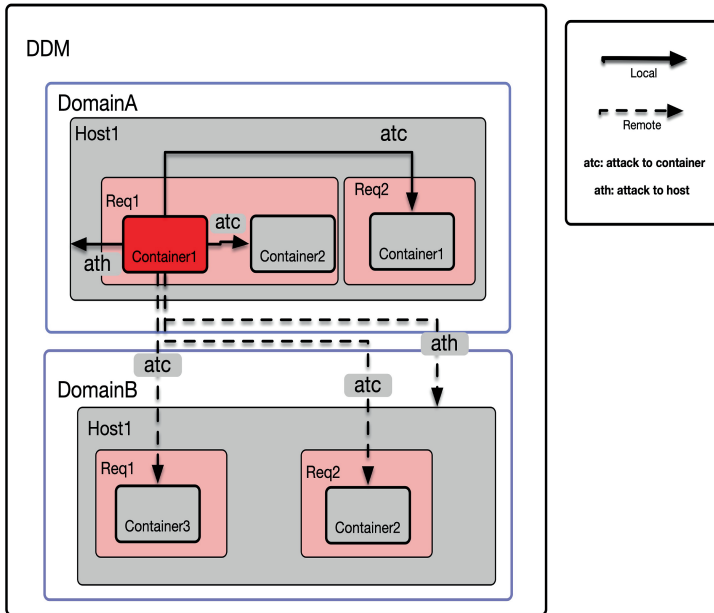 DDM
DomainA
Host1
atc
Req1
Req2
atc
Container1
Container2
Container1
ath
ath
atc
atc
DomainB
Host1
Req1
Req2
Container3
Container2
Local
Remote
atc: attack to container
ath: attack to host